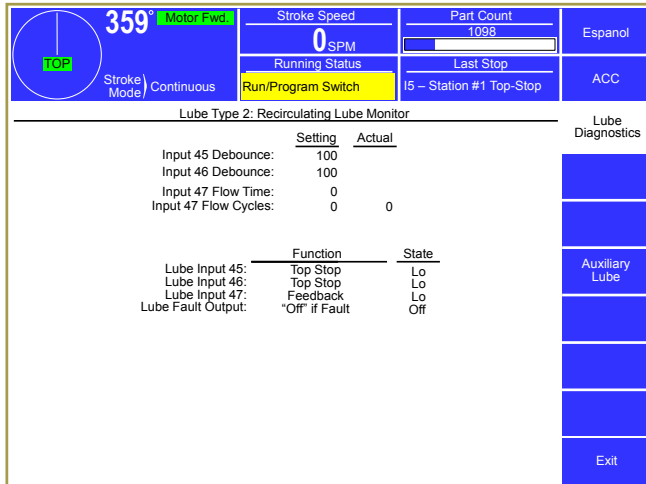 359° Motor Fwd.
TOP
Stroke Mode) Continuous
Stroke Speed
0 SPM
Running Status
Run/Program Switch
Part Count
1098
Last Stop
I5 – Station #1 Top-Stop
Espanol
ACC
Lube Diagnostics
Auxiliary Lube
Exit
Lube Type 2: Recirculating Lube Monitor
Setting Actual
Input 45 Debounce: 100
Input 46 Debounce: 100
Input 47 Flow Time: 0
Input 47 Flow Cycles: 0 0
Function State
Lube Input 45: Top Stop Lo
Lube Input 46: Top Stop Lo
Lube Input 47: Feedback Lo
Lube Fault Output: “Off” if Fault Off